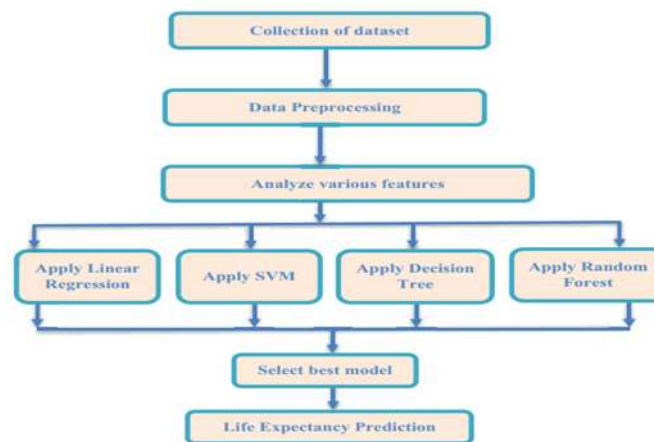 Collection of dataset
Data Preprocessing
Analyze various features
Apply Linear
Regression
Apply SVM
Apply Decision
Tree
Apply Random
Forest
Select best model
Life Expectancy Prediction